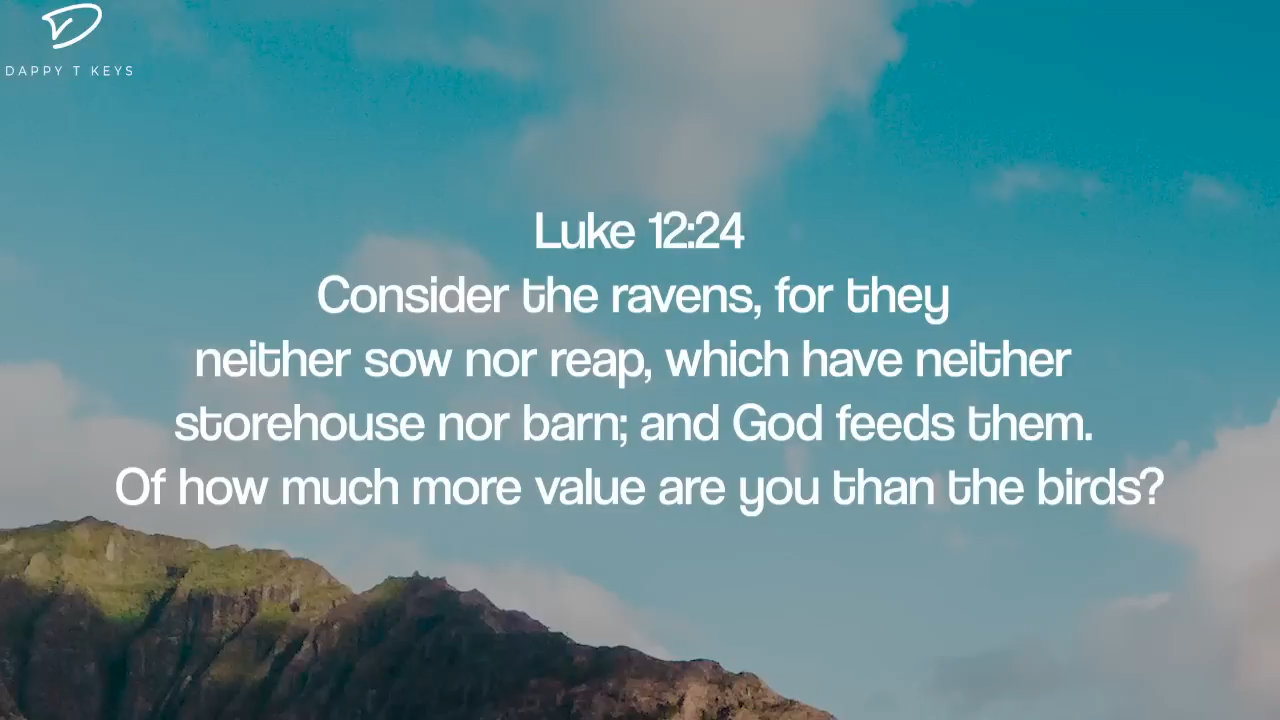 DAPPY T KEYS
Luke 12:24
Consider the ravens, for they
neither sow nor reap, which have neither
storehouse nor barn; and God feeds them.
Of how much more value are you than the birds?